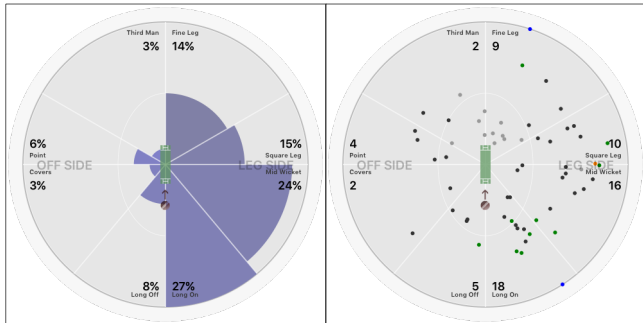 Third Man Fine Leg
3% 14%
6% 15%
Point Square Leg
OFF SIDE LEG SIDE
Covers Mid Wicket
3% 24%
8% 27%
Long Off Long On
Third Man Fine Leg
2 9
4 10
Point Square Leg
OFF SIDE LEG SIDE
Covers Mid Wicket
2 16
5 18
Long Off Long On